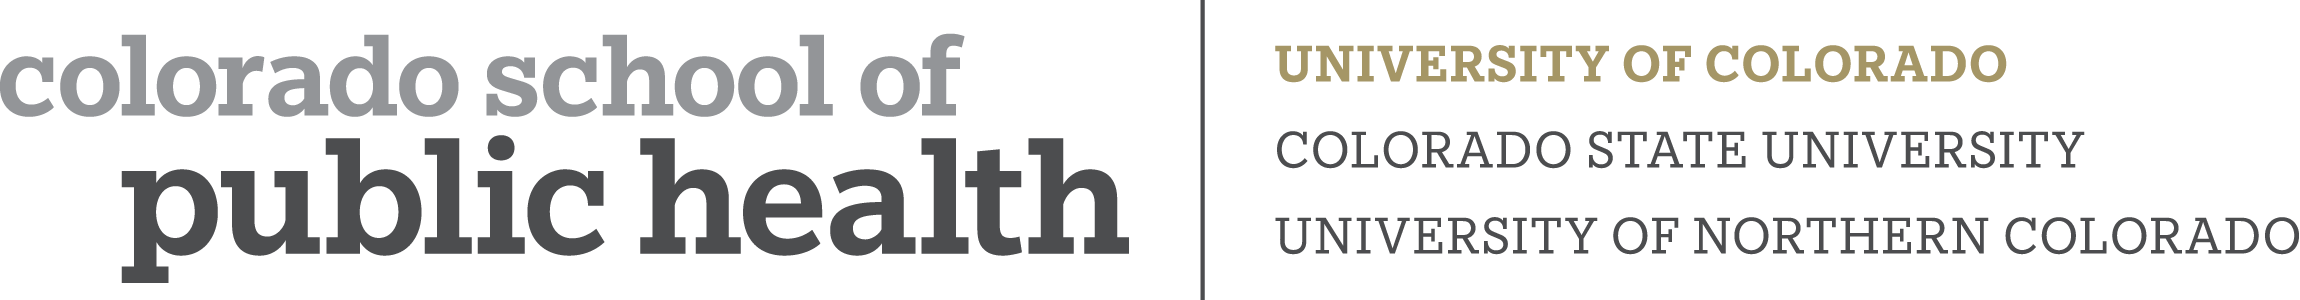 colorado school of
public health
UNIVERSITY OF COLORADO
COLORADO STATE UNIVERSITY
UNIVERSITY OF NORTHERN COLORADO